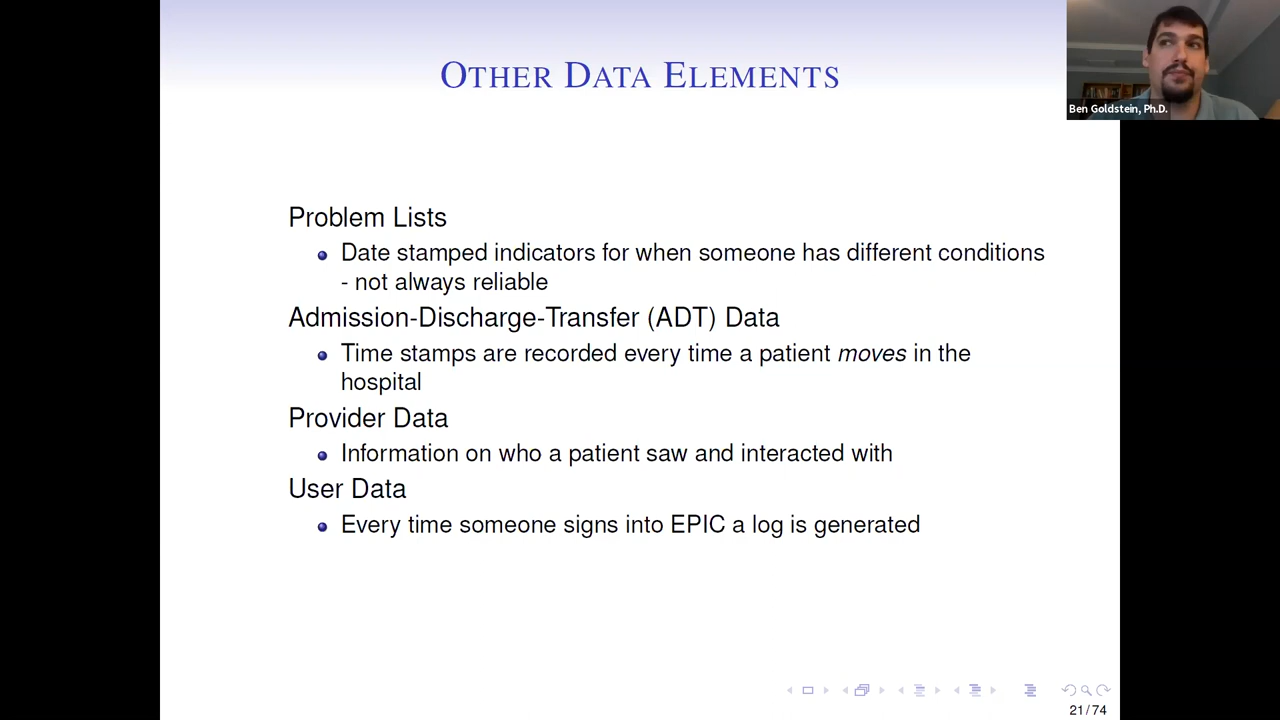 OTHER DATA ELEMENTS
Ben Goldstein, Ph.D.
Problem Lists
Date stamped indicators for when someone has different conditions
- not always reliable
Admission-Discharge-Transfer (ADT) Data
Time stamps are recorded every time a patient moves in the
hospital
Provider Data
Information on who a patient saw and interacted with
User Data
Every time someone signs into EPIC a log is generated
21/74